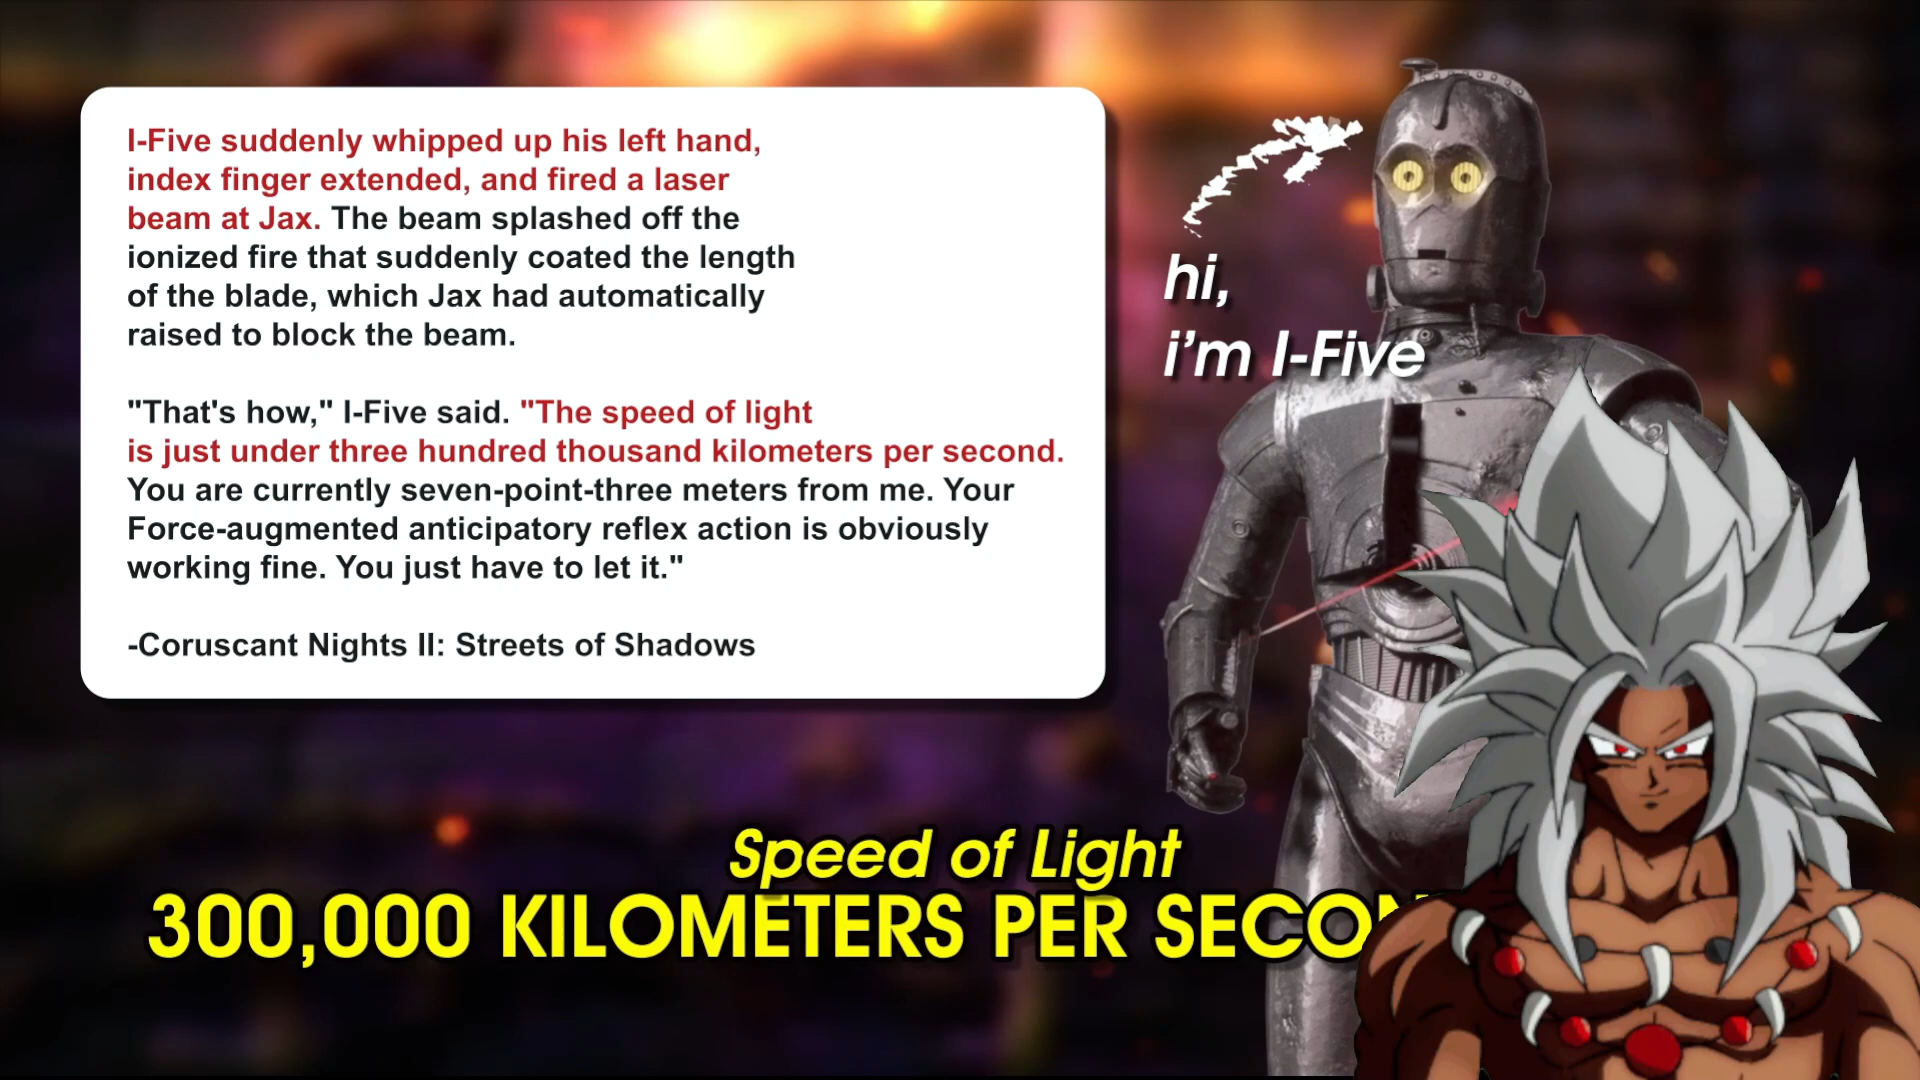 I-Five suddenly whipped up his left hand,
index finger extended, and fired a laser
beam at Jax. The beam splashed off the
ionized fire that suddenly coated the length
of the blade, which Jax had automatically
raised to block the beam.
"That's how," I-Five said. "The speed of light
is just under three hundred thousand kilometers per second.
You are currently seven-point-three meters from me. Your
Force-augmented anticipatory reflex action is obviously
working fine. You just have to let it."
-Coruscant Nights II: Streets of Shadows
hi,
i'm I-Five
Speed of Light
300,000 KILOMETERS PER SECON